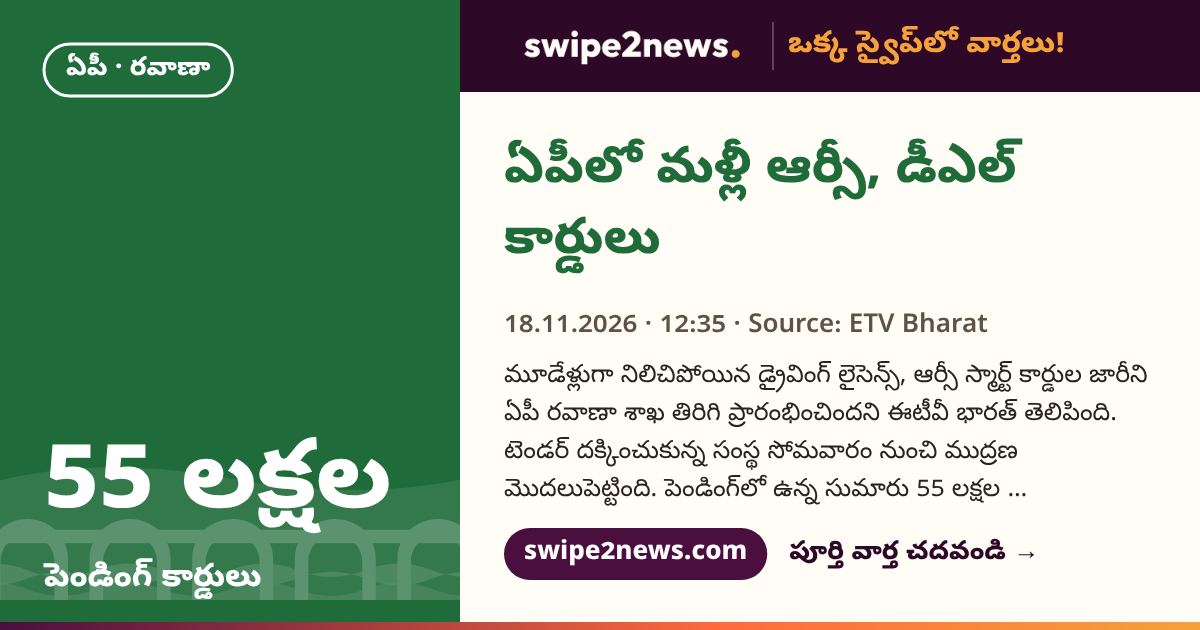 ఏపీ · రవాణా
55 లక్షల
పెండింగ్ కార్డులు
swipe2news.
ఒక్క స్వైప్‌లో వార్తలు!
ఏపీలో మళ్లీ ఆర్సీ, డీఎల్
కార్డులు
18.11.2026 · 12:35 · Source: ETV Bharat
మూడేళ్లుగా నిలిచిపోయిన డ్రైవింగ్ లైసెన్స్, ఆర్సీ స్మార్ట్ కార్డుల జారీని
ఏపీ రవాణా శాఖ తిరిగి ప్రారంభించిందని ఈటీవీ భారత్ తెలిపింది.
టెండర్ దక్కించుకున్న సంస్థ సోమవారం నుంచి ముద్రణ
మొదలుపెట్టింది. పెండింగ్‌లో ఉన్న సుమారు 55 లక్షల ...
swipe2news.com
పూర్తి వార్త చదవండి →